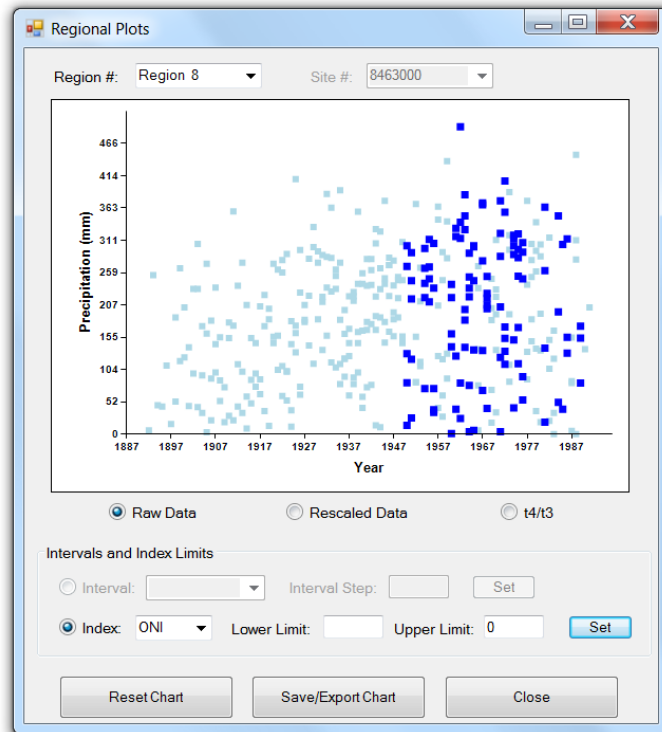 Regional Plots
Region #: Region 8 Site #: 8463000
466
414
363
311
259
207
155
104
52
0
Precipitation (mm)
1887 1897 1907 1917 1927 1937 1947 1957 1967 1977 1987
Year
Raw Data Rescaled Data t4/t3
Intervals and Index Limits
Interval: Interval Step: Set
Index: ONI Lower Limit: Upper Limit: 0 Set
Reset Chart Save/Export Chart Close